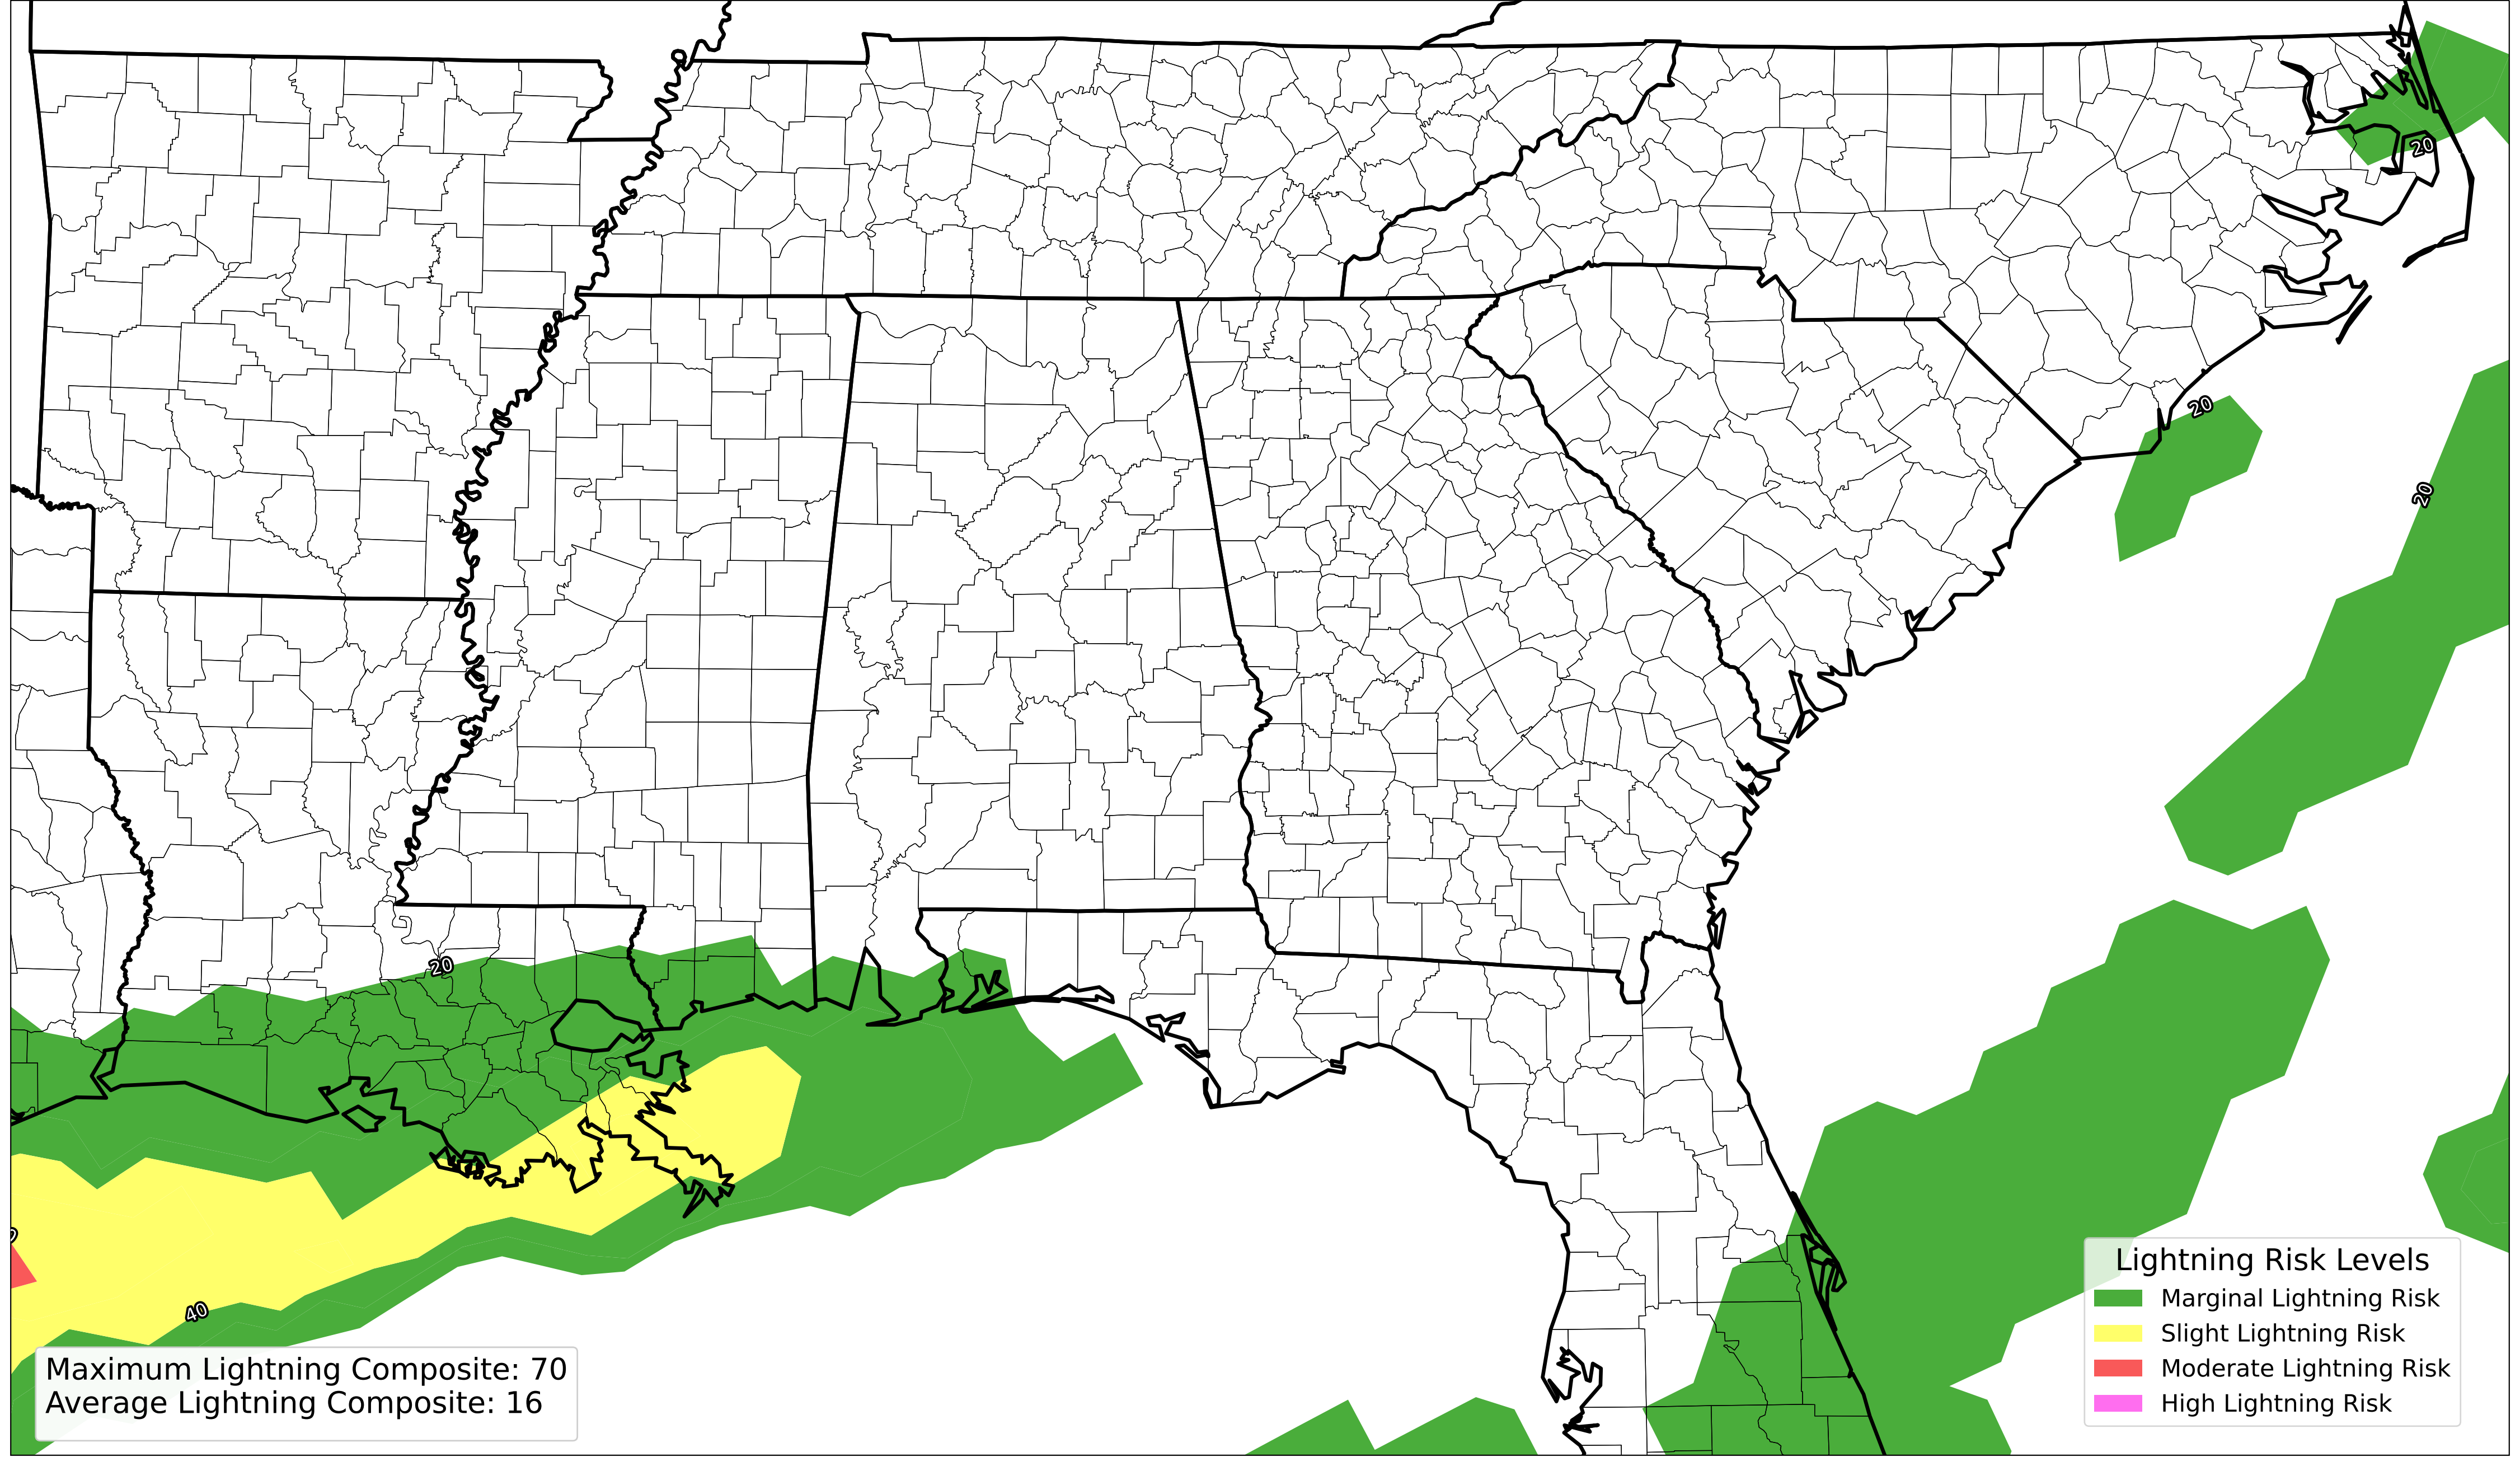 20
20
20
20
40
Maximum Lightning Composite: 70
Average Lightning Composite: 16
Lightning Risk Levels
Marginal Lightning Risk
Slight Lightning Risk
Moderate Lightning Risk
High Lightning Risk